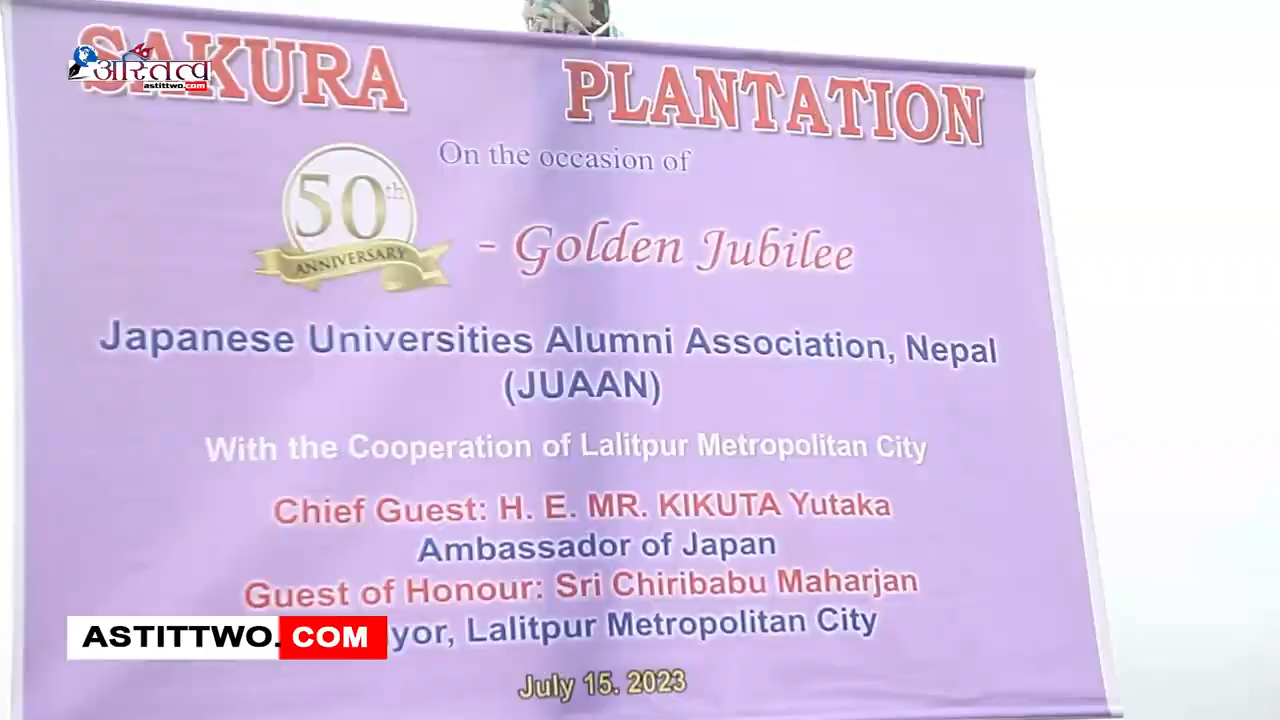 SAKURA PLANTATION
अस्तित्व
astittwo.com
On the occasion of
50th
ANNIVERSARY
- Golden Jubilee
Japanese Universities Alumni Association, Nepal
(JUAAN)
With the Cooperation of Lalitpur Metropolitan City
Chief Guest: H. E. MR. KIKUTA Yutaka
Ambassador of Japan
Guest of Honour: Sri Chiribabu Maharjan
yor, Lalitpur Metropolitan City
ASTITTWO.COM
July 15. 2023